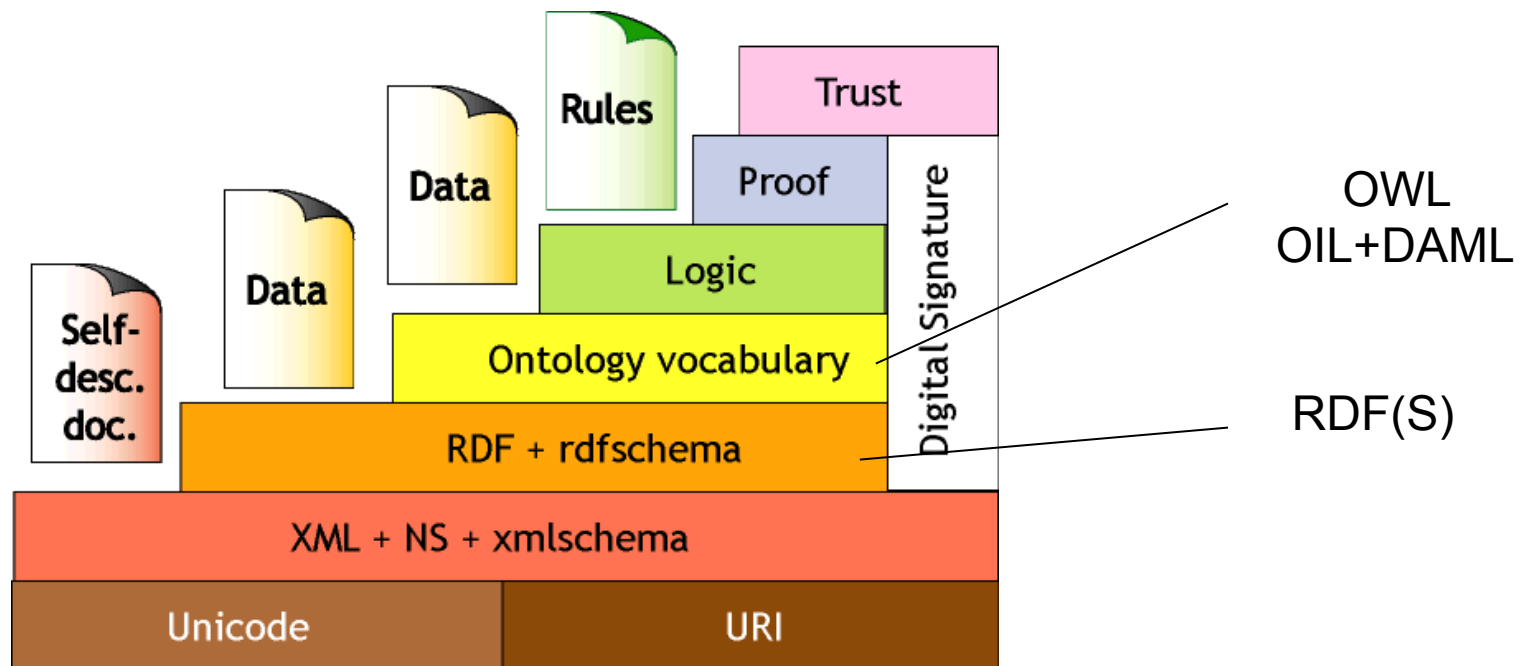 Trust
Rules
Proof
Data
Logic
Data
Self-
desc.
doc.
Ontology vocabulary
RDF + rdfschema
Digital Signature
XML + NS + xmlschema
Unicode
URI
OWL
OIL+DAML
RDF(S)